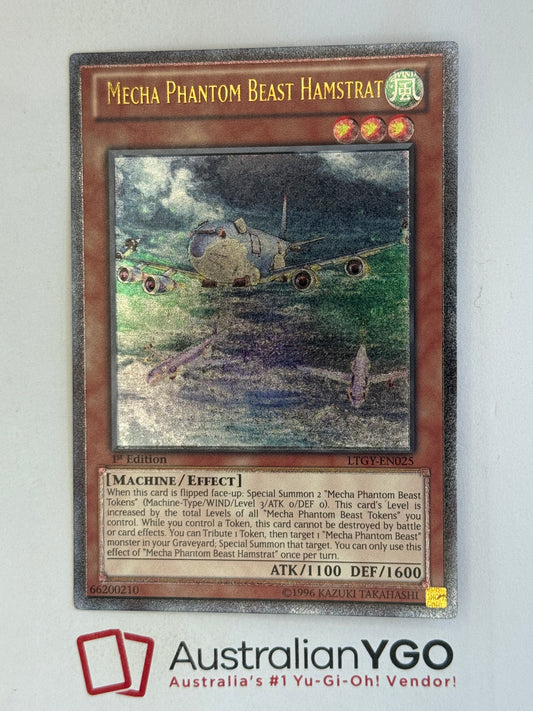 MECHA PHANTOM BEAST HAMSTRAT
WIND
風
1st Edition
LTGY-EN025
[MACHINE/EFFECT]
When this card is flipped face-up: Special Summon 2 "Mecha Phantom Beast
Tokens" (Machine-Type/WIND/Level 3/ATK 0/DEF 0). This card's Level is
increased by the total Levels of all "Mecha Phantom Beast Tokens" you
control. While you control a Token, this card cannot be destroyed by battle
or card effects. You can Tribute 1 Token, then target 1 "Mecha Phantom Beast"
monster in your Graveyard; Special Summon that target. You can only use this
effect of "Mecha Phantom Beast Hamstrat" once per turn.
ATK/1100 DEF/1600
66200210
©1996 KAZUKI TAKAHASHI
AustralianYGO
Australia's #1 Yu-Gi-Oh! Vendor!